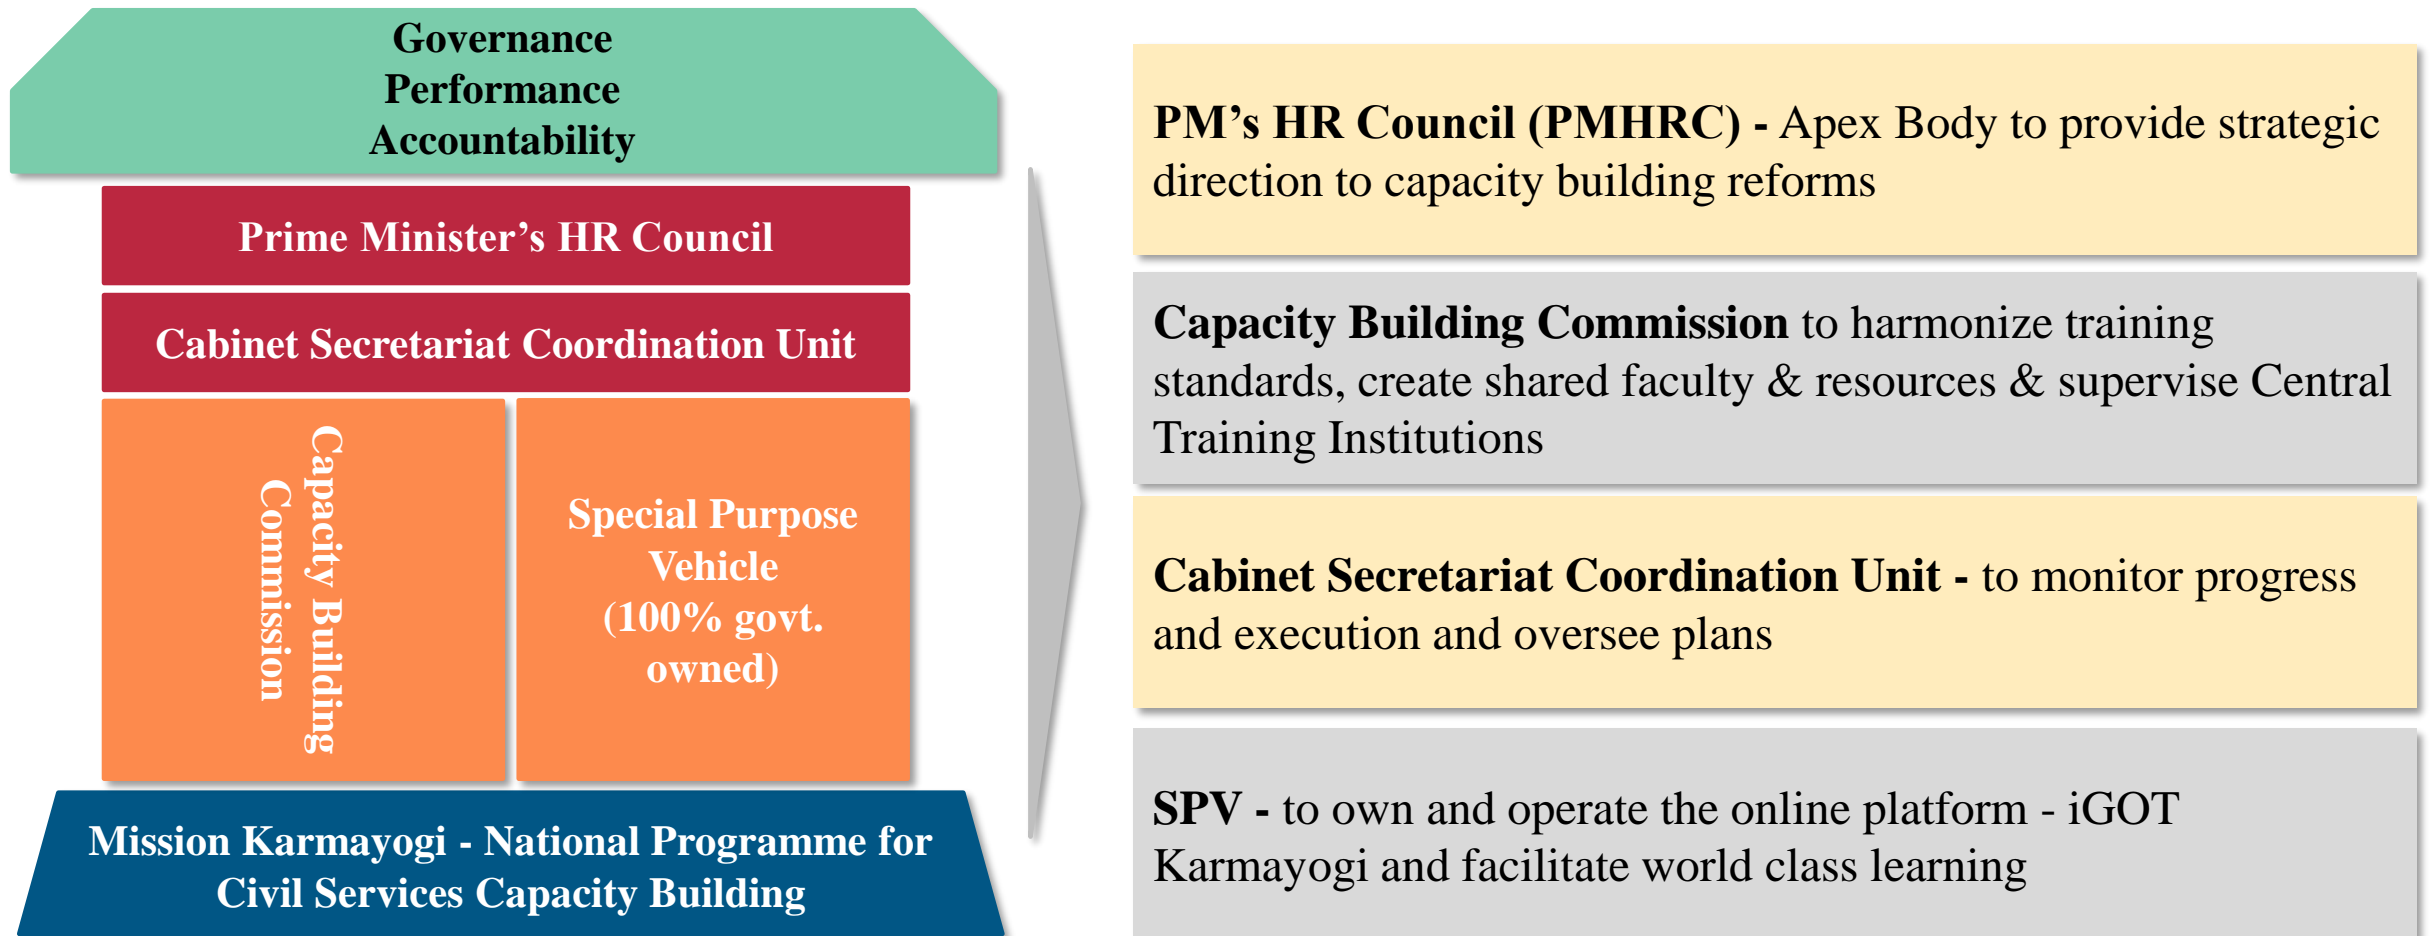 Governance
Performance
Accountability
Prime Minister’s HR Council
Cabinet Secretariat Coordination Unit
Capacity Building
Commission
Special Purpose
Vehicle
(100% govt.
owned)
Mission Karmayogi - National Programme for
Civil Services Capacity Building
PM’s HR Council (PMHRC) - Apex Body to provide strategic
direction to capacity building reforms
Capacity Building Commission to harmonize training
standards, create shared faculty & resources & supervise Central
Training Institutions
Cabinet Secretariat Coordination Unit - to monitor progress
and execution and oversee plans
SPV - to own and operate the online platform - iGOT
Karmayogi and facilitate world class learning